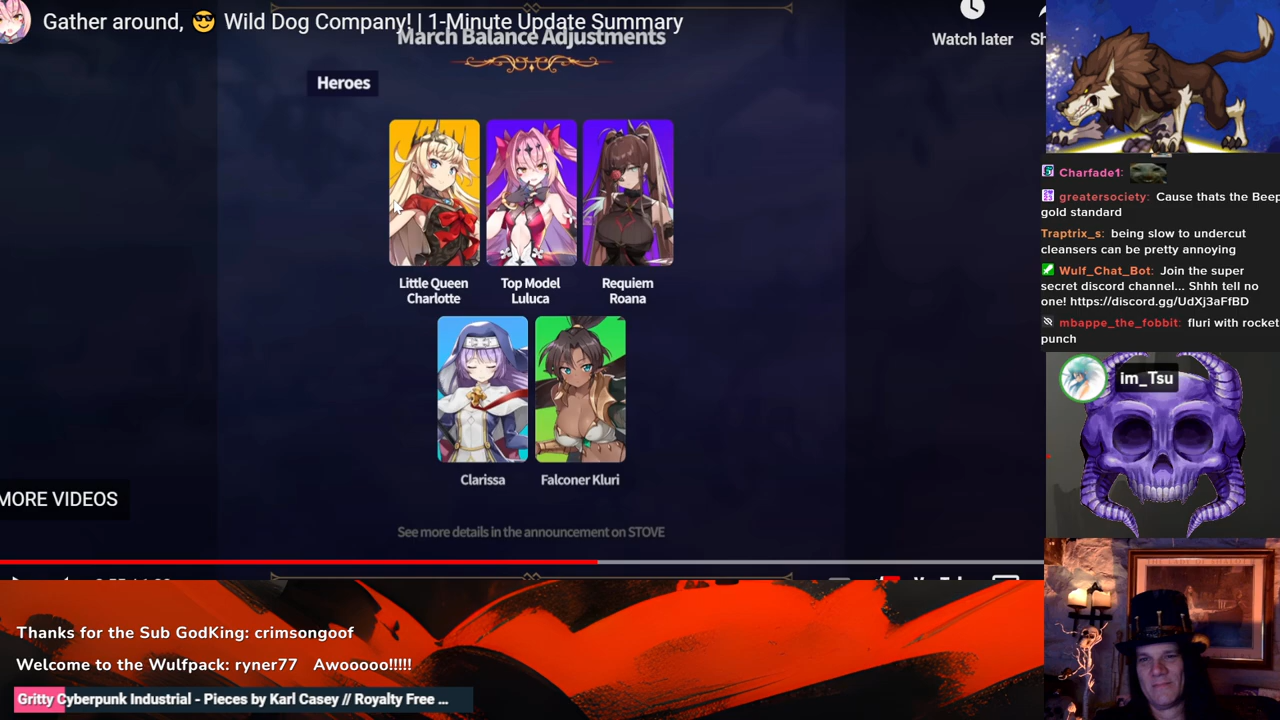 Gather around, 😎 Wild Dog Company! | 1-Minute Update Summary
Watch later
March Balance Adjustments
Heroes
Little Queen
Charlotte
Top Model
Luluca
Requiem
Roana
Clarissa
Falconer Kluri
MORE VIDEOS
See more details in the announcement on STOVE
Charfade1:
greatersociety: Cause thats the Beep
gold standard
Traptrix_s: being slow to undercut
cleansers can be pretty annoying
Wulf_Chat_Bot: Join the super
secret discord channel... Shhh tell no
one! https://discord.gg/UdXj3aFfBD
mbappe_the_fobbit: fluri with rocket
punch
im_Tsu
Thanks for the Sub GodKing: crimsongoof
Welcome to the Wulfpack: ryner77 Awooooo!!!!!
Gritty Cyberpunk Industrial - Pieces by Karl Casey // Royalty Free ...